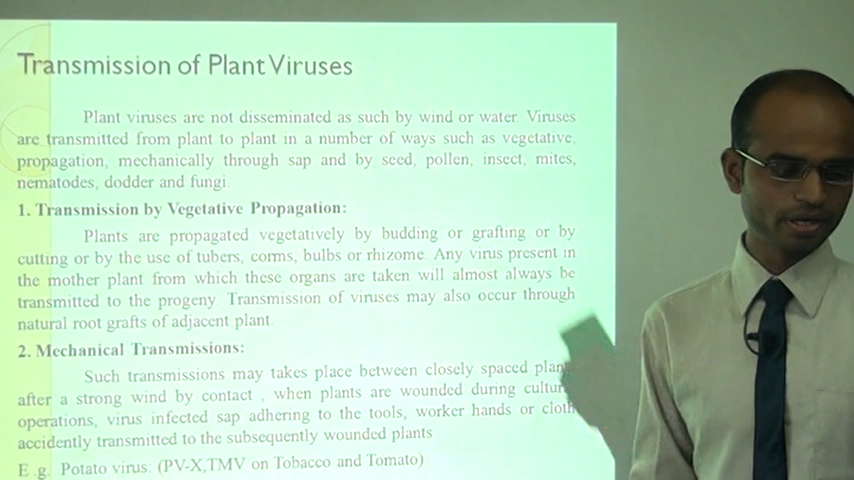 Transmission of Plant Viruses
Plant viruses are not disseminated as such by wind or water. Viruses
are transmitted from plant to plant in a number of ways such as vegetative,
propagation, mechanically through sap and by seed, pollen, insect, mites,
nematodes, dodder and fungi.
1. Transmission by Vegetative Propagation:
Plants are propagated vegetatively by budding or grafting or by
cutting or by the use of tubers, corms, bulbs or rhizome. Any virus present in
the mother plant from which these organs are taken will almost always be
transmitted to the progeny. Transmission of viruses may also occur through
natural root grafts of adjacent plant.
2. Mechanical Transmissions:
Such transmissions may takes place between closely spaced
after a strong wind by contact , when plants are wounded during
operations, virus infected sap adhering to the tools, worker hands or
accidently transmitted to the subsequently wounded plants
E .g. Potato virus. (PV-X,TMV on Tobacco and Tomato)